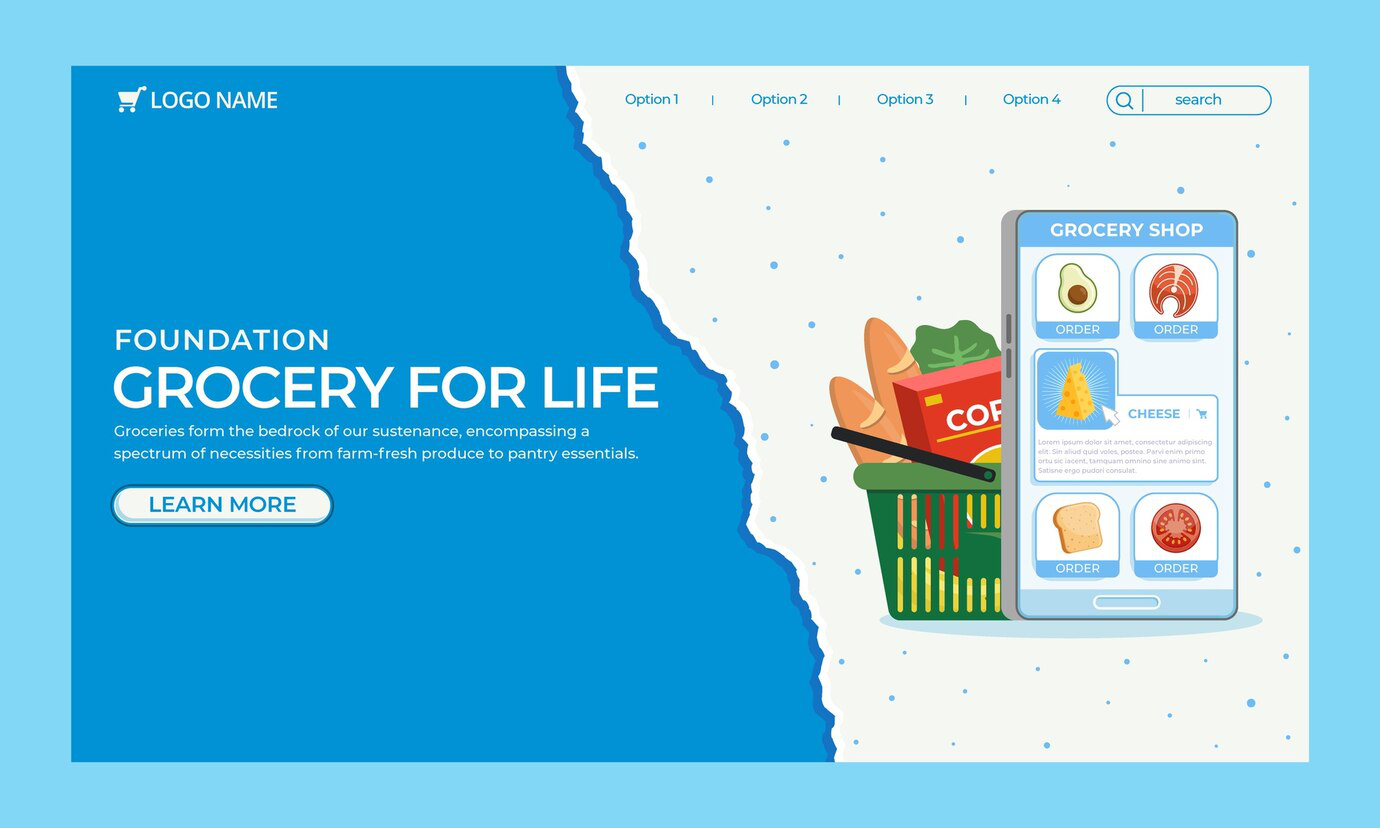 LOGO NAME
Option 1 | Option 2 | Option 3 | Option 4
search
FOUNDATION
GROCERY FOR LIFE
Groceries form the bedrock of our sustenance, encompassing a
spectrum of necessities from farm-fresh produce to pantry essentials.
LEARN MORE
COR
GROCERY SHOP
ORDER
ORDER
CHEESE
Lorem ipsum dolor sit amet, consectetur adipiscing
elit. Sin aliud quid voles, postea. Parvi enim primo
ortu sic iacent, tamquam omnino sine animo sint.
Satisne ergo pudori consulat.
ORDER
ORDER